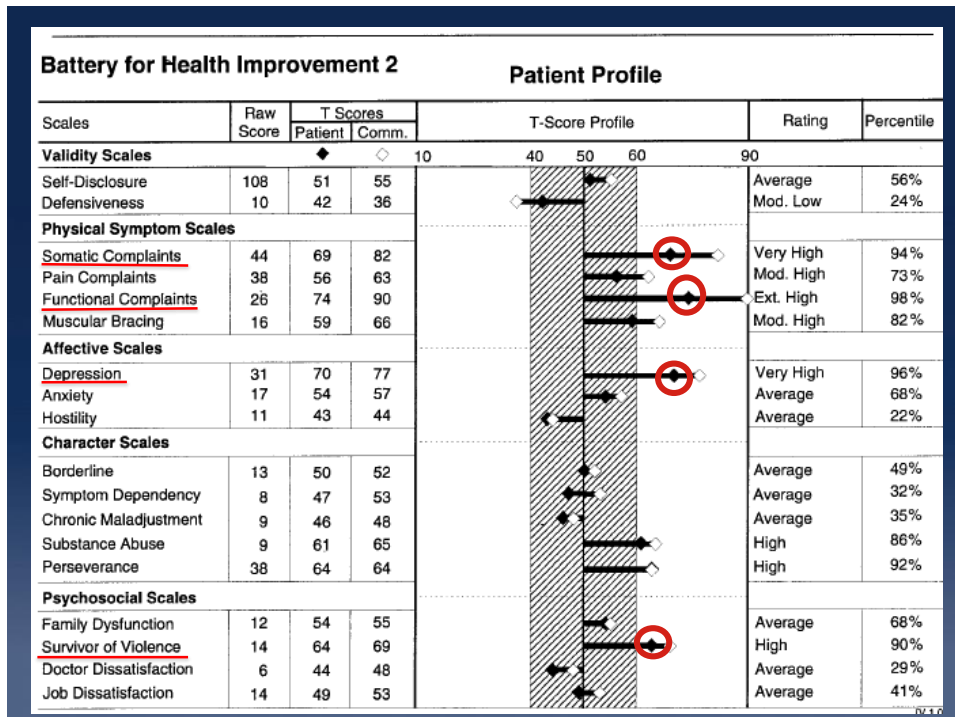 Battery for Health Improvement 2
Patient Profile
Scales Raw Score T Scores Patient Comm. T-Score Profile Rating Percentile
Validity Scales 10 40 50 60 90
Self-Disclosure 108 51 55 Average 56%
Defensiveness 10 42 36 Mod. Low 24%
Physical Symptom Scales
Somatic Complaints 44 69 82 Very High 94%
Pain Complaints 38 56 63 Mod. High 73%
Functional Complaints 26 74 90 Ext. High 98%
Muscular Bracing 16 59 66 Mod. High 82%
Affective Scales
Depression 31 70 77 Very High 96%
Anxiety 17 54 57 Average 68%
Hostility 11 43 44 Average 22%
Character Scales
Borderline 13 50 52 Average 49%
Symptom Dependency 8 47 53 Average 32%
Chronic Maladjustment 9 46 48 Average 35%
Substance Abuse 9 61 65 High 86%
Perseverance 38 64 64 High 92%
Psychosocial Scales
Family Dysfunction 12 54 55 Average 68%
Survivor of Violence 14 64 69 High 90%
Doctor Dissatisfaction 6 44 48 Average 29%
Job Dissatisfaction 14 49 53 Average 41%